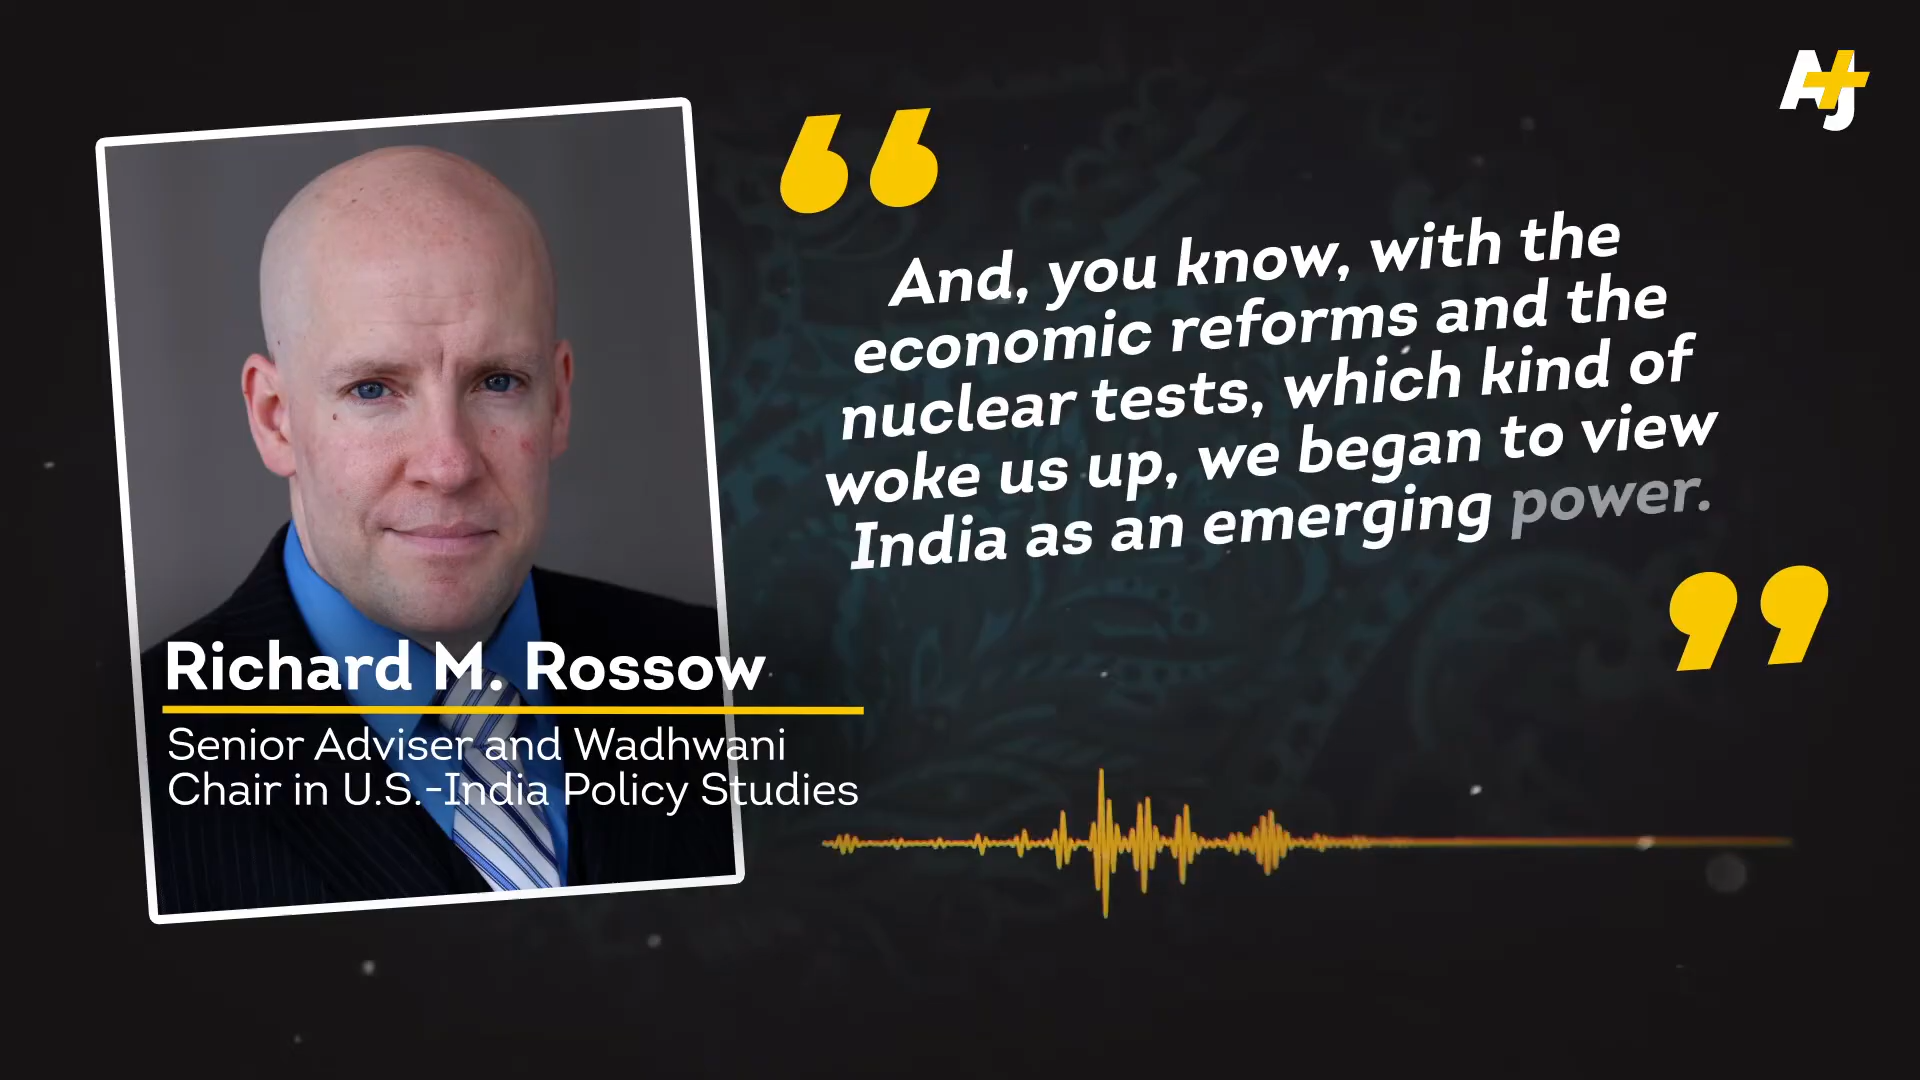 AJ+
And, you know, with the
economic reforms and the
nuclear tests, which kind of
woke us up, we began to view
India as an emerging power.
Richard M. Rossow
Senior Adviser and Wadhwani
Chair in U.S.-India Policy Studies